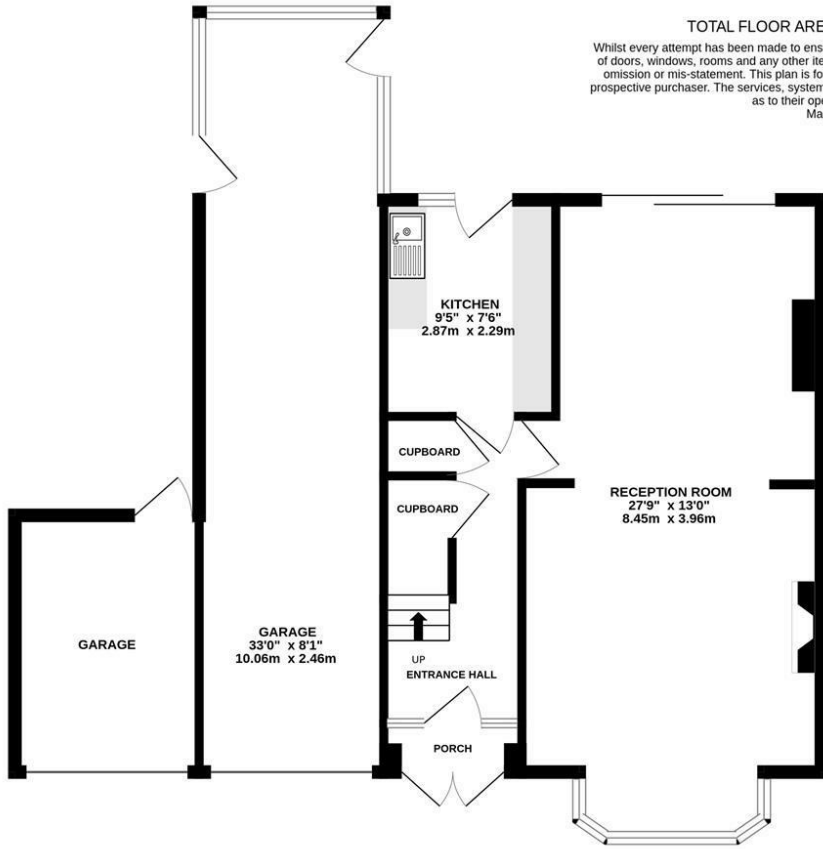 TOTAL FLOOR ARE
Whilst every attempt has been made to ens
of doors, windows, rooms and any other ite
omission or mis-statement. This plan is fo
prospective purchaser. The services, system
as to their ope
Ma
KITCHEN
9'5" x 7'6"
2.87m x 2.29m
CUPBOARD
CUPBOARD
RECEPTION ROOM
27'9" x 13'0"
8.45m x 3.96m
GARAGE
GARAGE
33'0" x 8'1"
10.06m x 2.46m
UP
ENTRANCE HALL
PORCH